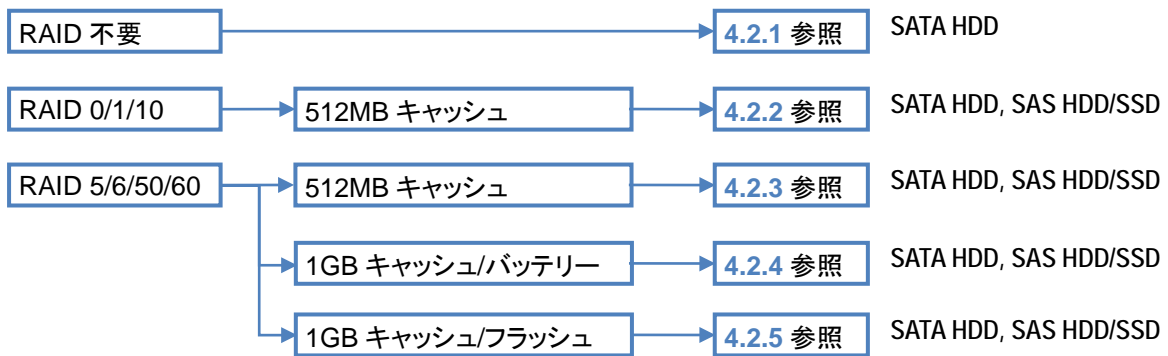 RAID 不要 4.2.1 参照 SATA HDD
RAID 0/1/10 512MB キャッシュ 4.2.2 参照 SATA HDD, SAS HDD/SSD
RAID 5/6/50/60 512MB キャッシュ 4.2.3 参照 SATA HDD, SAS HDD/SSD
1GB キャッシュ/バッテリー 4.2.4 参照 SATA HDD, SAS HDD/SSD
1GB キャッシュ/フラッシュ 4.2.5 参照 SATA HDD, SAS HDD/SSD